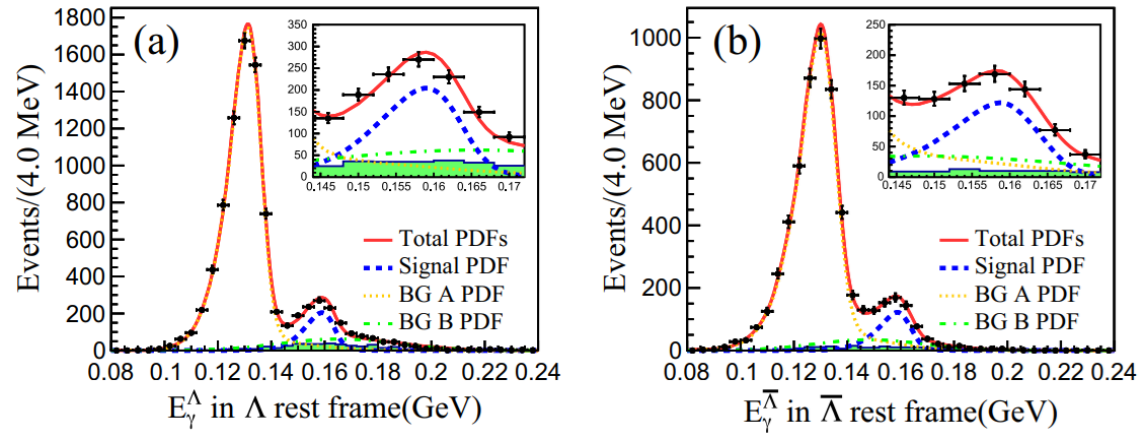 (a)
Events/(4.0 MeV)
1800
1600
1400
1200
1000
800
600
400
200
0
350
300
250
200
150
100
50
0
0.145 0.15 0.155 0.16 0.165 0.17
Total PDFs
Signal PDF
BG A PDF
BG B PDF
0.08 0.1 0.12 0.14 0.16 0.18 0.2 0.22 0.24
E_γ^Λ in Λ rest frame(GeV)
(b)
Events/(4.0 MeV)
1000
800
600
400
200
0
250
200
150
100
50
0
0.145 0.15 0.155 0.16 0.165 0.17
Total PDFs
Signal PDF
BG A PDF
BG B PDF
0.08 0.1 0.12 0.14 0.16 0.18 0.2 0.22 0.24
E_γ^Λ̅ in Λ̅ rest frame(GeV)